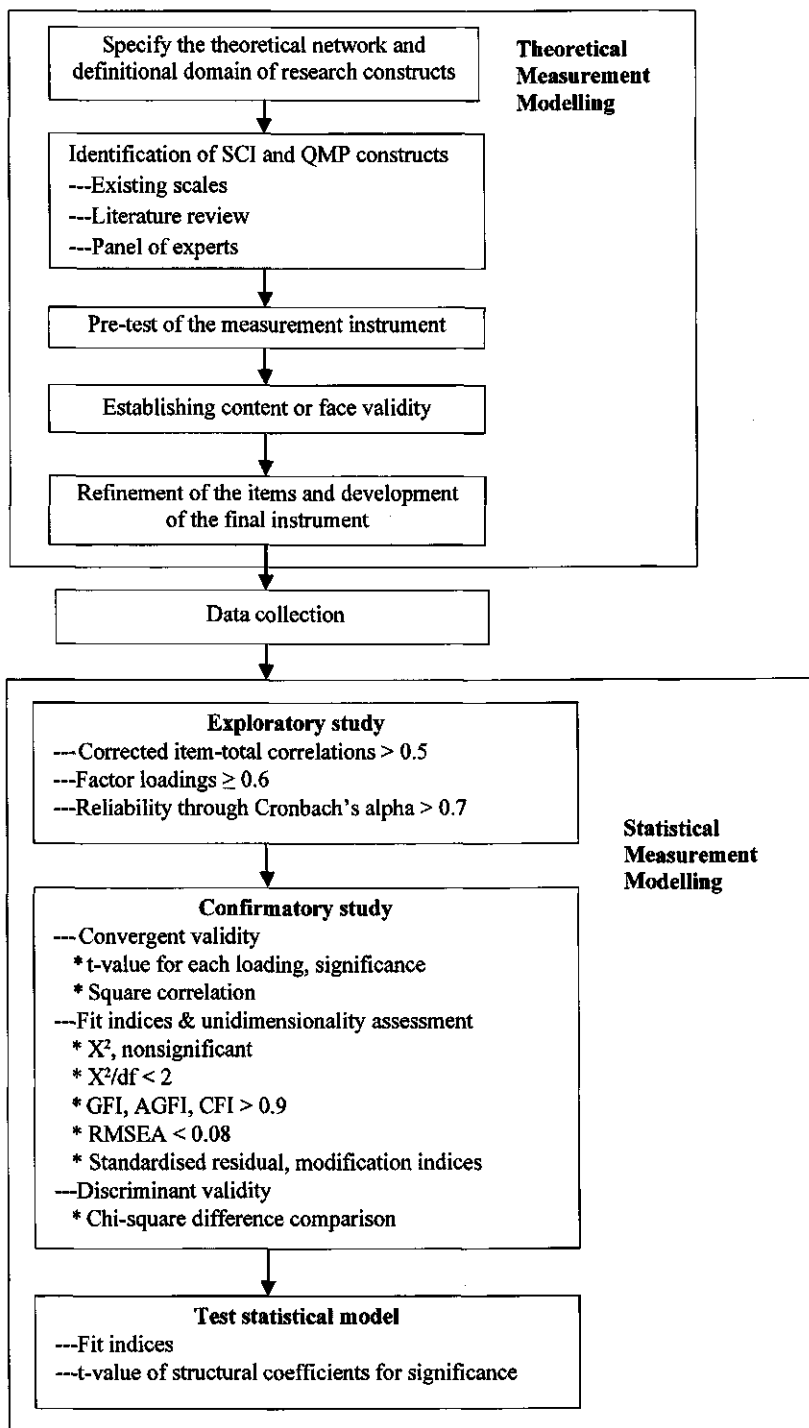 Specify the theoretical network and
definitional domain of research constructs
Theoretical
Measurement
Modelling
Identification of SCI and QMP constructs
---Existing scales
---Literature review
---Panel of experts
Pre-test of the measurement instrument
Establishing content or face validity
Refinement of the items and development
of the final instrument
Data collection
Exploratory study
---Corrected item-total correlations > 0.5
---Factor loadings ≥ 0.6
---Reliability through Cronbach's alpha > 0.7
Statistical
Measurement
Modelling
Confirmatory study
---Convergent validity
* t-value for each loading, significance
* Square correlation
---Fit indices & unidimensionality assessment
* X², nonsignificant
* X²/df < 2
* GFI, AGFI, CFI > 0.9
* RMSEA < 0.08
* Standardised residual, modification indices
---Discriminant validity
* Chi-square difference comparison
Test statistical model
---Fit indices
---t-value of structural coefficients for significance